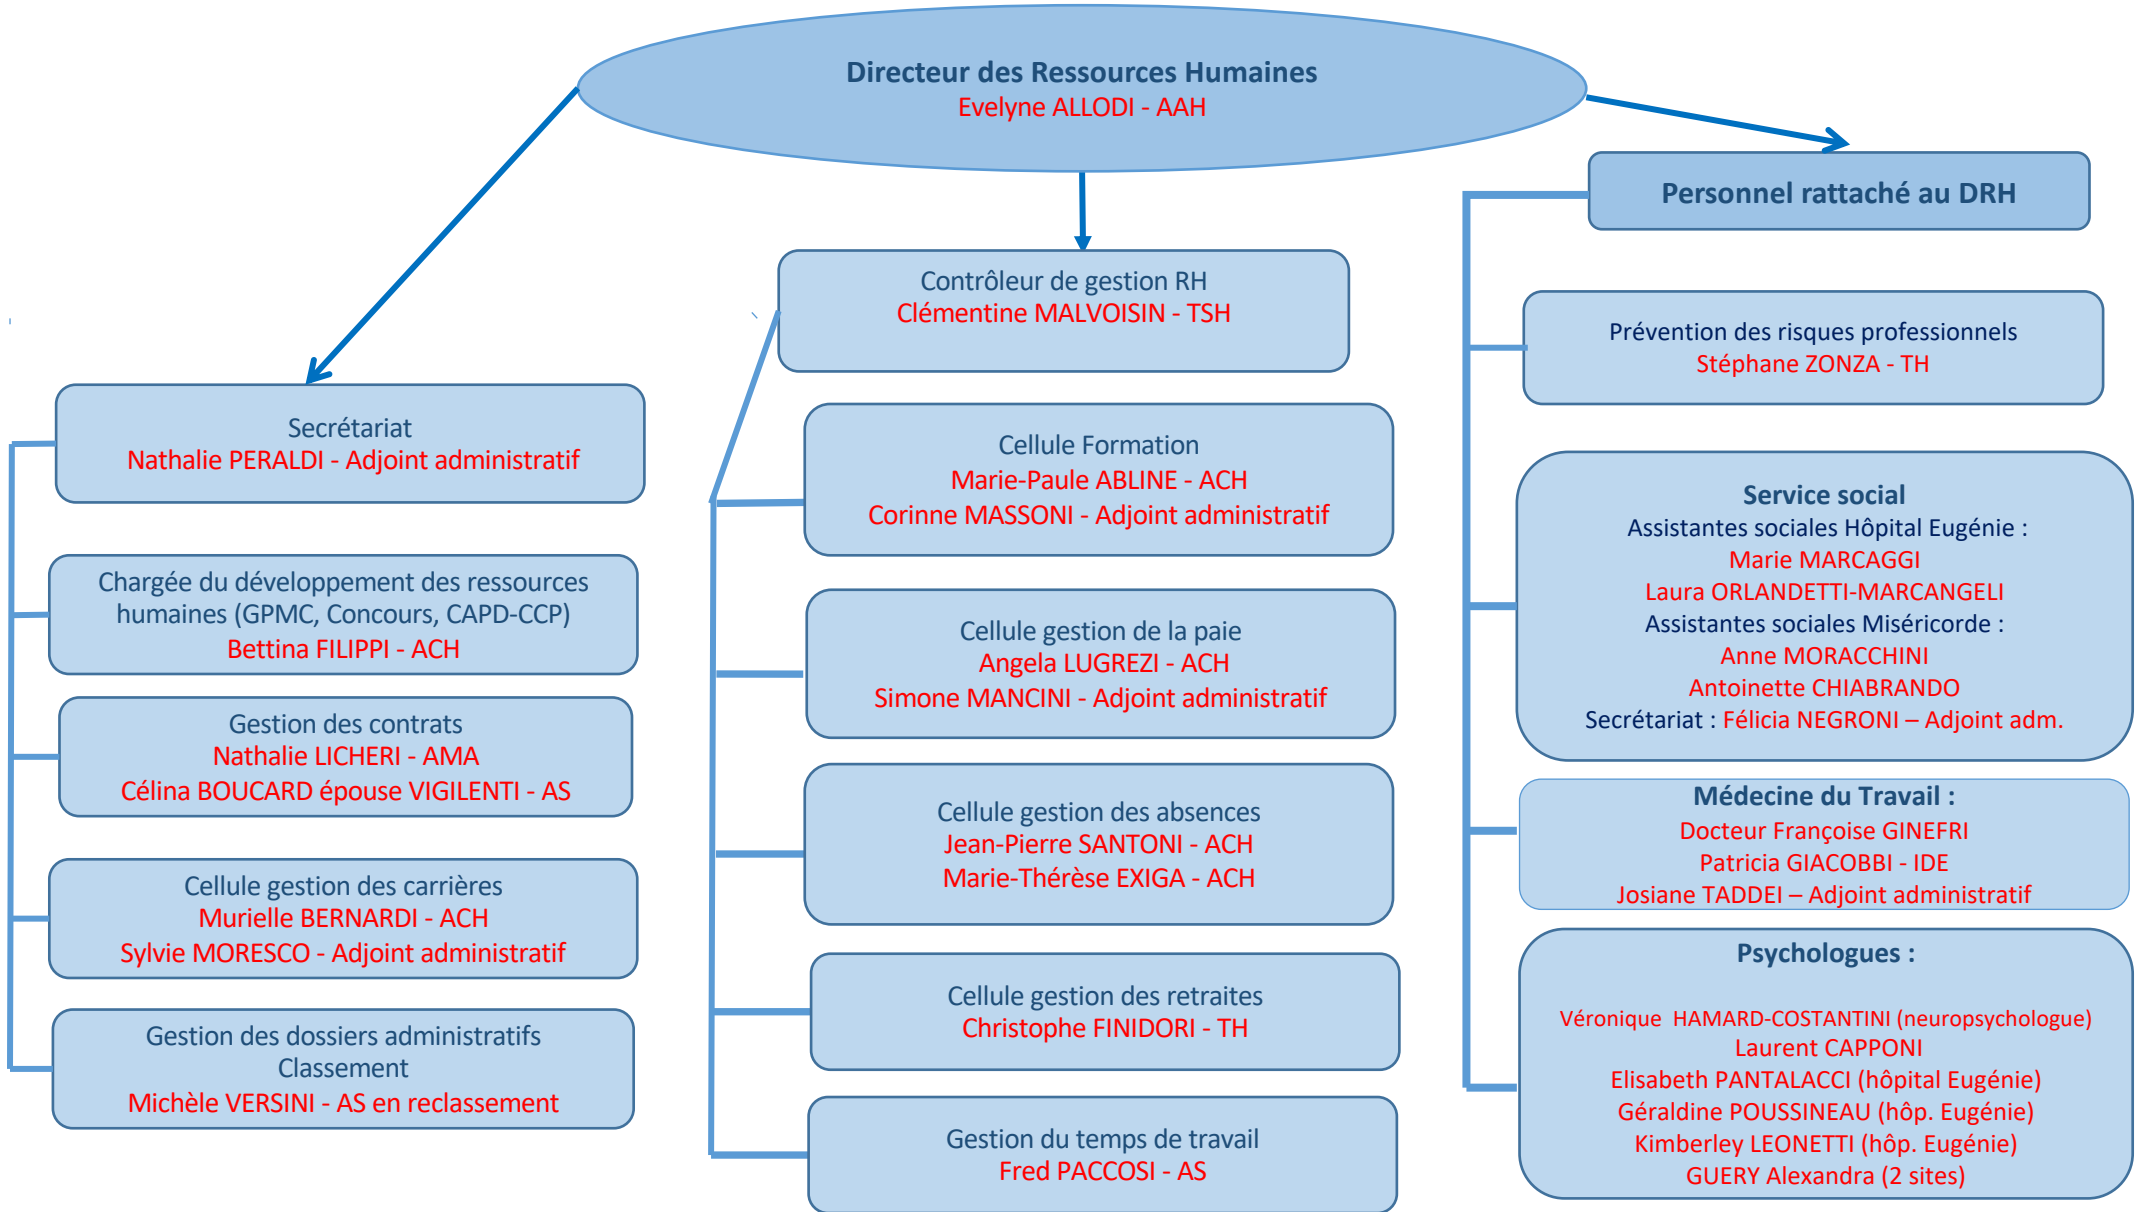 Directeur des Ressources Humaines
Evelyne ALLODI - AAH
Secrétariat
Nathalie PERALDI - Adjoint administratif
Chargée du développement des ressources
humaines (GPMC, Concours, CAPD-CCP)
Bettina FILIPPI - ACH
Gestion des contrats
Nathalie LICHERI - AMA
Célina BOUCARD épouse VIGILENTI - AS
Cellule gestion des carrières
Murielle BERNARDI - ACH
Sylvie MORESCO - Adjoint administratif
Gestion des dossiers administratifs
Classement
Michèle VERSINI - AS en reclassement
Contrôleur de gestion RH
Clémentine MALVOISIN - TSH
Cellule Formation
Marie-Paule ABLINE - ACH
Corinne MASSONI - Adjoint administratif
Cellule gestion de la paie
Angela LUGREZI - ACH
Simone MANCINI - Adjoint administratif
Cellule gestion des absences
Jean-Pierre SANTONI - ACH
Marie-Thérèse EXIGA - ACH
Cellule gestion des retraites
Christophe FINIDORI - TH
Gestion du temps de travail
Fred PACCOSI - AS
Personnel rattaché au DRH
Prévention des risques professionnels
Stéphane ZONZA - TH
Service social
Assistantes sociales Hôpital Eugénie :
Marie MARCAGGI
Laura ORLANDETTI-MARCANGELI
Assistantes sociales Miséricorde :
Anne MORACCHINI
Antoinette CHIABRANDO
Secrétariat : Félicia NEGRONI – Adjoint adm.
Médecine du Travail :
Docteur Françoise GINEFRI
Patricia GIACOBBI - IDE
Josiane TADDEI – Adjoint administratif
Psychologues :
Véronique HAMARD-COSTANTINI (neuropsychologue)
Laurent CAPPONI
Elisabeth PANTALACCI (hôpital Eugénie)
Géraldine POUSSINEAU (hôp. Eugénie)
Kimberley LEONETTI (hôp. Eugénie)
GUERY Alexandra (2 sites)